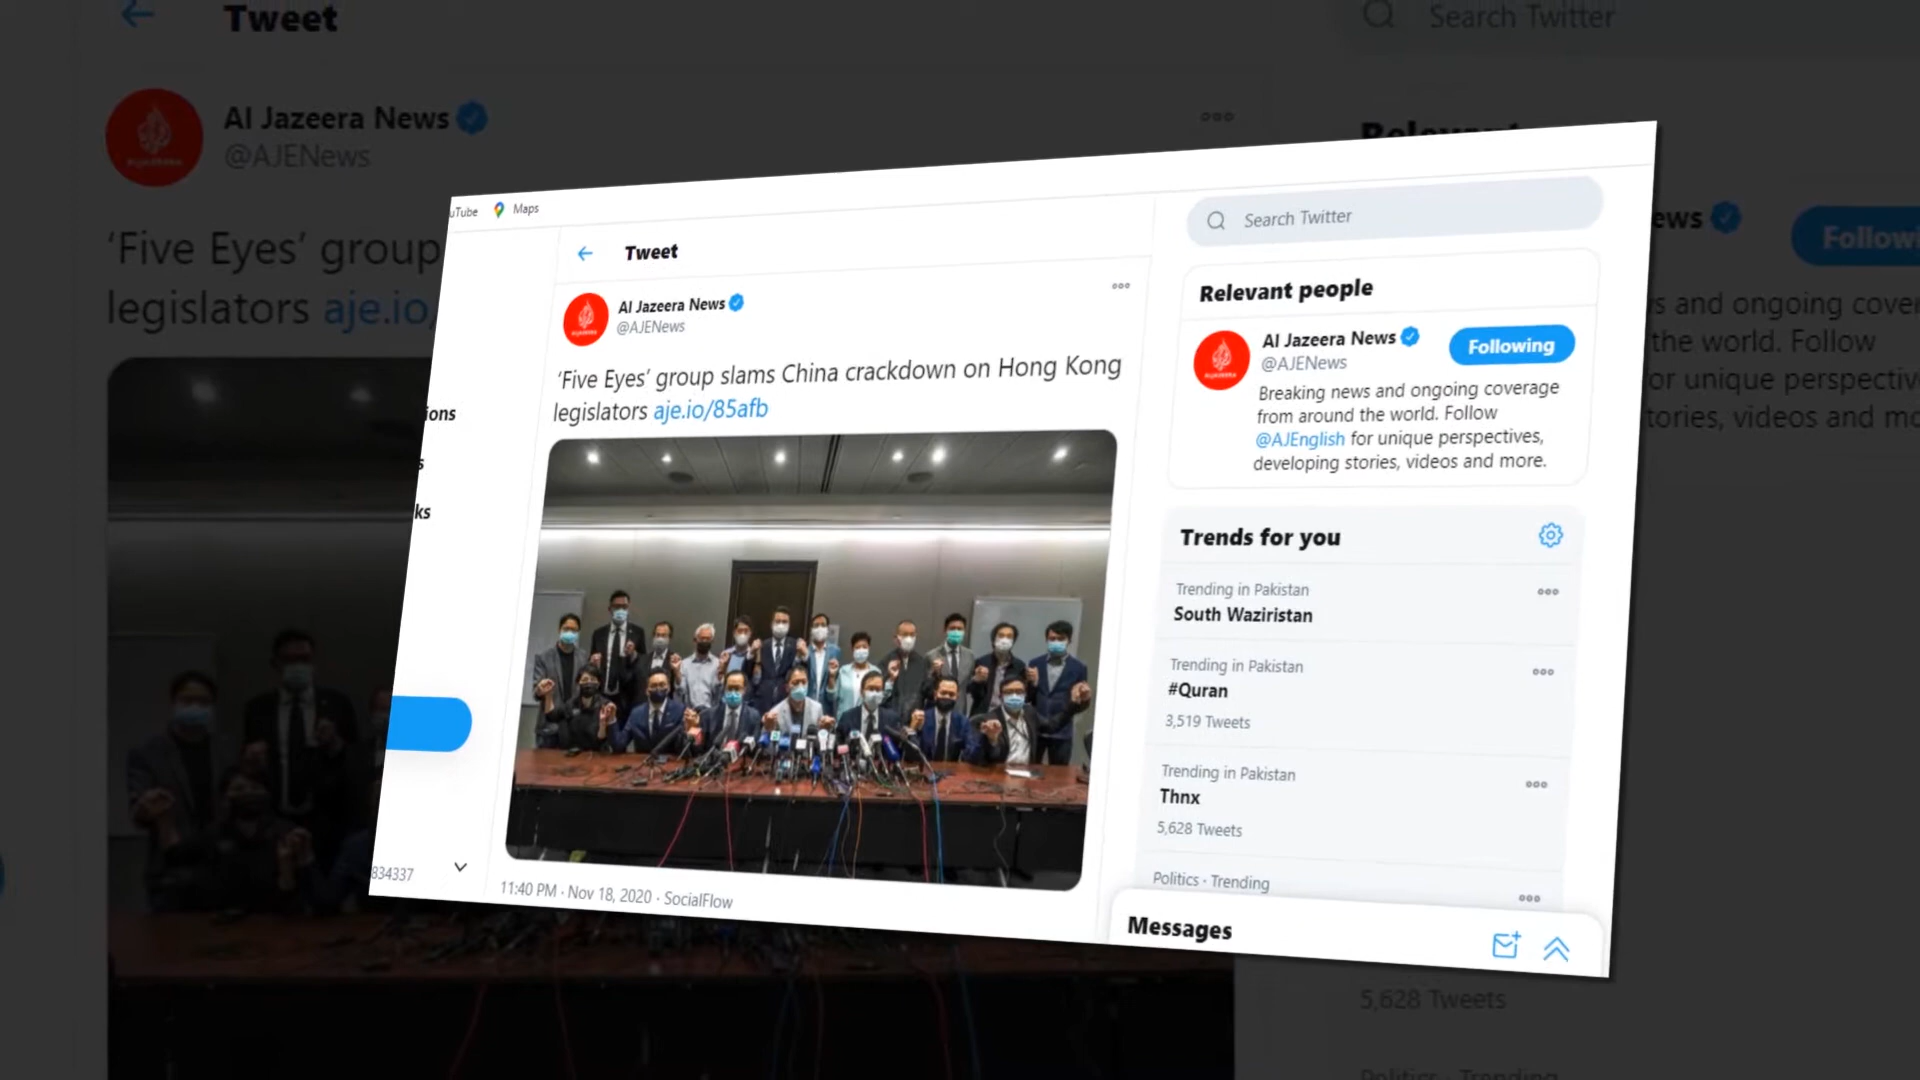 Tweet
Search Twitter
Al Jazeera News
@AJENews
'Five Eyes' group
legislators aje.io/
ews
Followi
s and ongoing cover
the world. Follow
or unique perspectiv
tories, videos and mo
5,628 Tweets
Politics · Trending
uTube
Maps
ions
s
ks
834337
Tweet
Al Jazeera News
@AJENews
'Five Eyes' group slams China crackdown on Hong Kong
legislators aje.io/85afb
11:40 PM · Nov 18, 2020 · SocialFlow
Search Twitter
Relevant people
Al Jazeera News
@AJENews
Following
Breaking news and ongoing coverage
from around the world. Follow
@AJEnglish for unique perspectives,
developing stories, videos and more.
Trends for you
Trending in Pakistan
South Waziristan
Trending in Pakistan
#Quran
3,519 Tweets
Trending in Pakistan
Thnx
5,628 Tweets
Politics · Trending
Messages